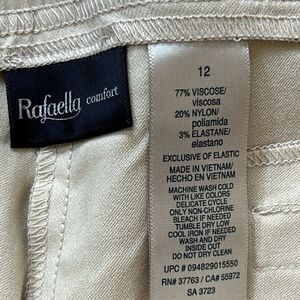 Rafaella comfort
12
77% VISCOSE/
viscosa
20% NYLON/
poliamida
3% ELASTANE/
elastano
EXCLUSIVE OF ELASTIC
MADE IN VIETNAM/
HECHO EN VIETNAM
MACHINE WASH COLD
WITH LIKE COLORS
DELICATE CYCLE
ONLY NON-CHLORINE
BLEACH IF NEEDED
TUMBLE DRY LOW
COOL IRON IF NEEDED
WASH AND DRY
INSIDE OUT
DO NOT DRY CLEAN
UPC # 094829015550
RN# 37763 / CA# 55972
SA 3723